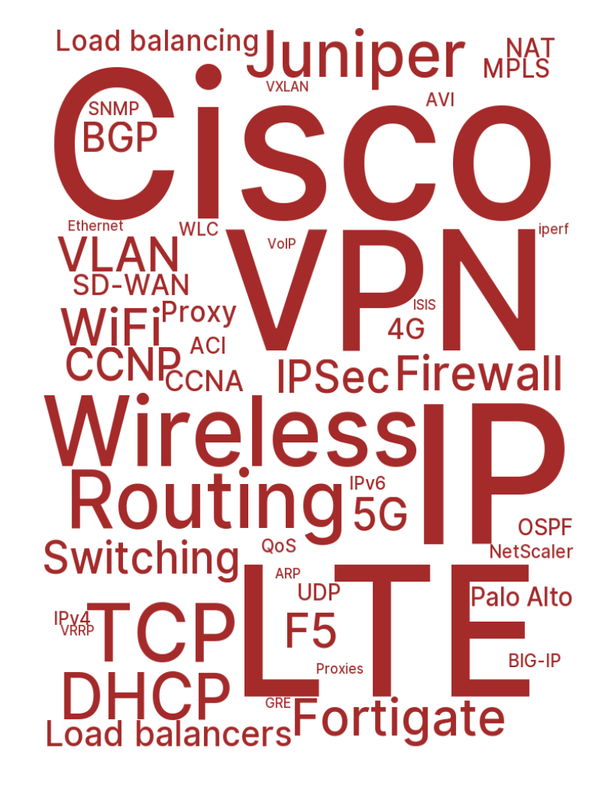 Load balancing
Juniper
NAT
MPLS
VXLAN
AVI
SNMP
BGP
Cisco
Ethernet
WLC
iperf
VoIP
VLAN
VPN
SD-WAN
WiFi
Proxy
ISIS
4G
ACI
CCNP
CCNA
IPSec
Firewall
Wireless
IP
Routing
IPv6
5G
OSPF
Switching
QoS
NetScaler
ARP
UDP
LTE
Palo Alto
IPv4
VRRP
TCP
F5
BIG-IP
Proxies
DHCP
GRE
Fortigate
Load balancers